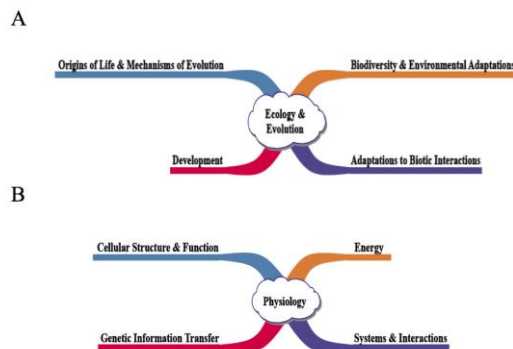 A
Origins of Life & Mechanisms of Evolution
Biodiversity & Environmental Adaptations
Ecology &
Evolution
Development
Adaptations to Biotic Interactions
B
Cellular Structure & Function
Energy
Physiology
Genetic Information Transfer
Systems & Interactions